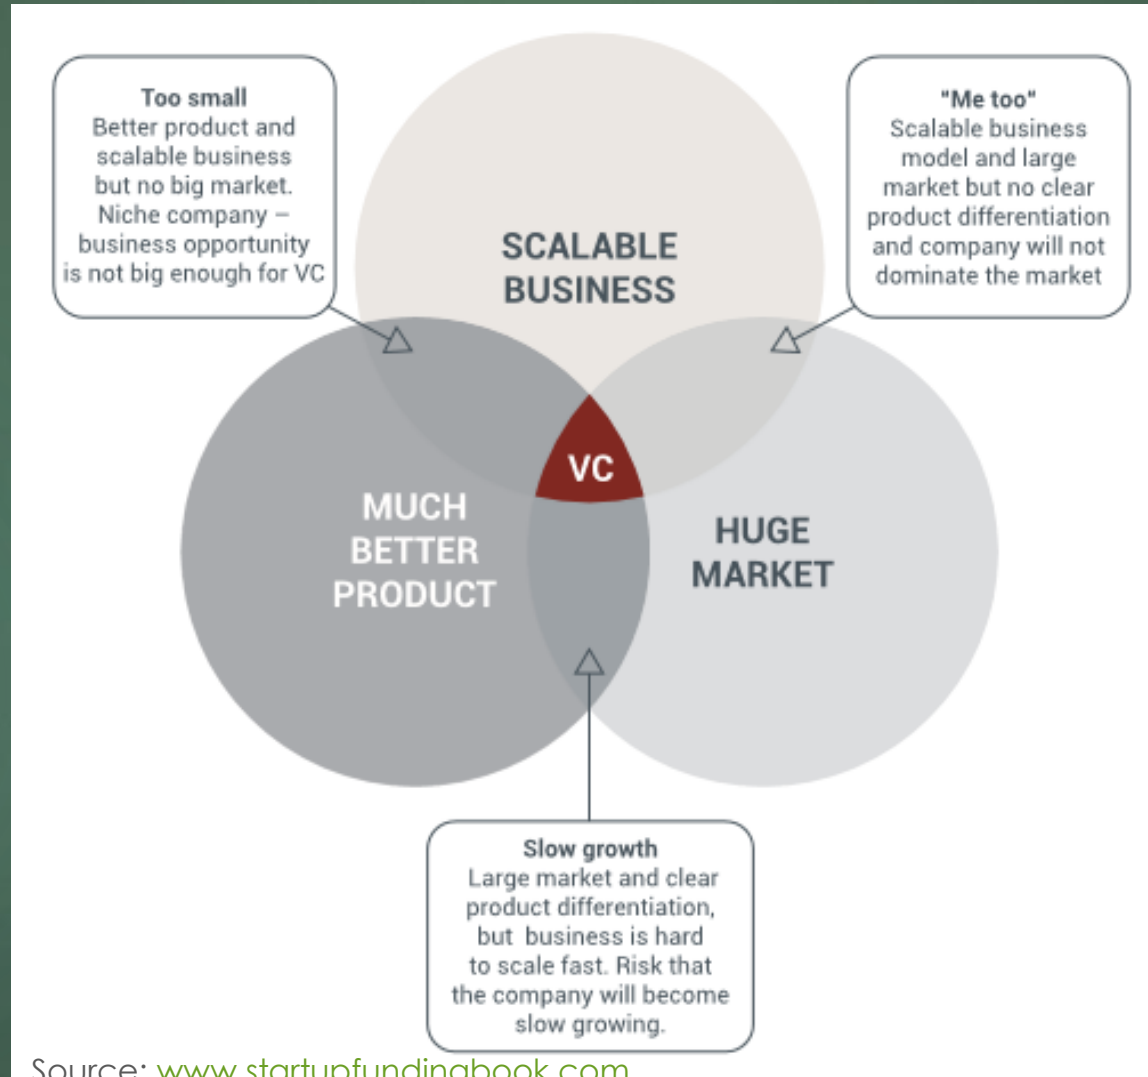 Too small
Better product and
scalable business
but no big market.
Niche company –
business opportunity
is not big enough for VC
"Me too"
Scalable business
model and large
market but no clear
product differentiation
and company will not
dominate the market
SCALABLE
BUSINESS
VC
MUCH
BETTER
PRODUCT
HUGE
MARKET
Slow growth
Large market and clear
product differentiation,
but business is hard
to scale fast. Risk that
the company will become
slow growing.
Source: www.startupfundingbook.com